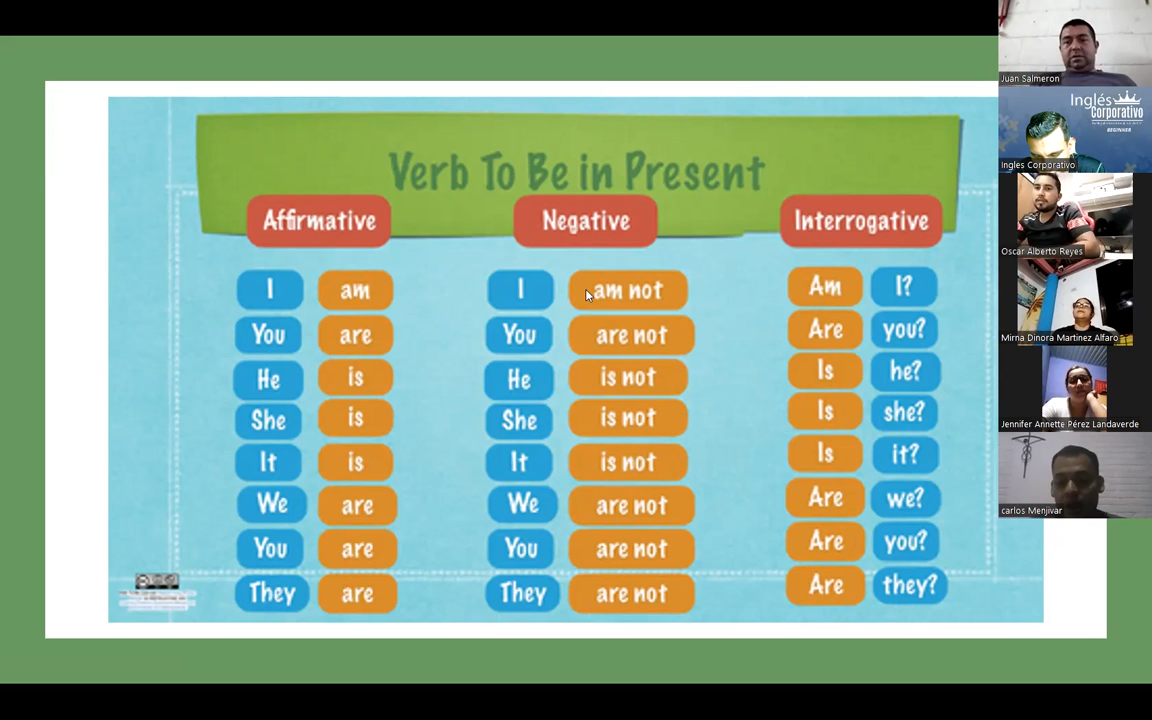 Verb To Be in Present
Affirmative Negative Interrogative
I am I am not Am I?
You are You are not Are you?
He is He is not Is he?
She is She is not Is she?
It is It is not Is it?
We are We are not Are we?
You are You are not Are you?
They are They are not Are they?
Juan Salmeron
Inglés
Corporativo
BEGINNER
Ingles Corporativo
Oscar Alberto Reyes
Mirna Dinora Martinez Alfaro
Jennifer Annette Pérez Landaverde
carlos Menjivar